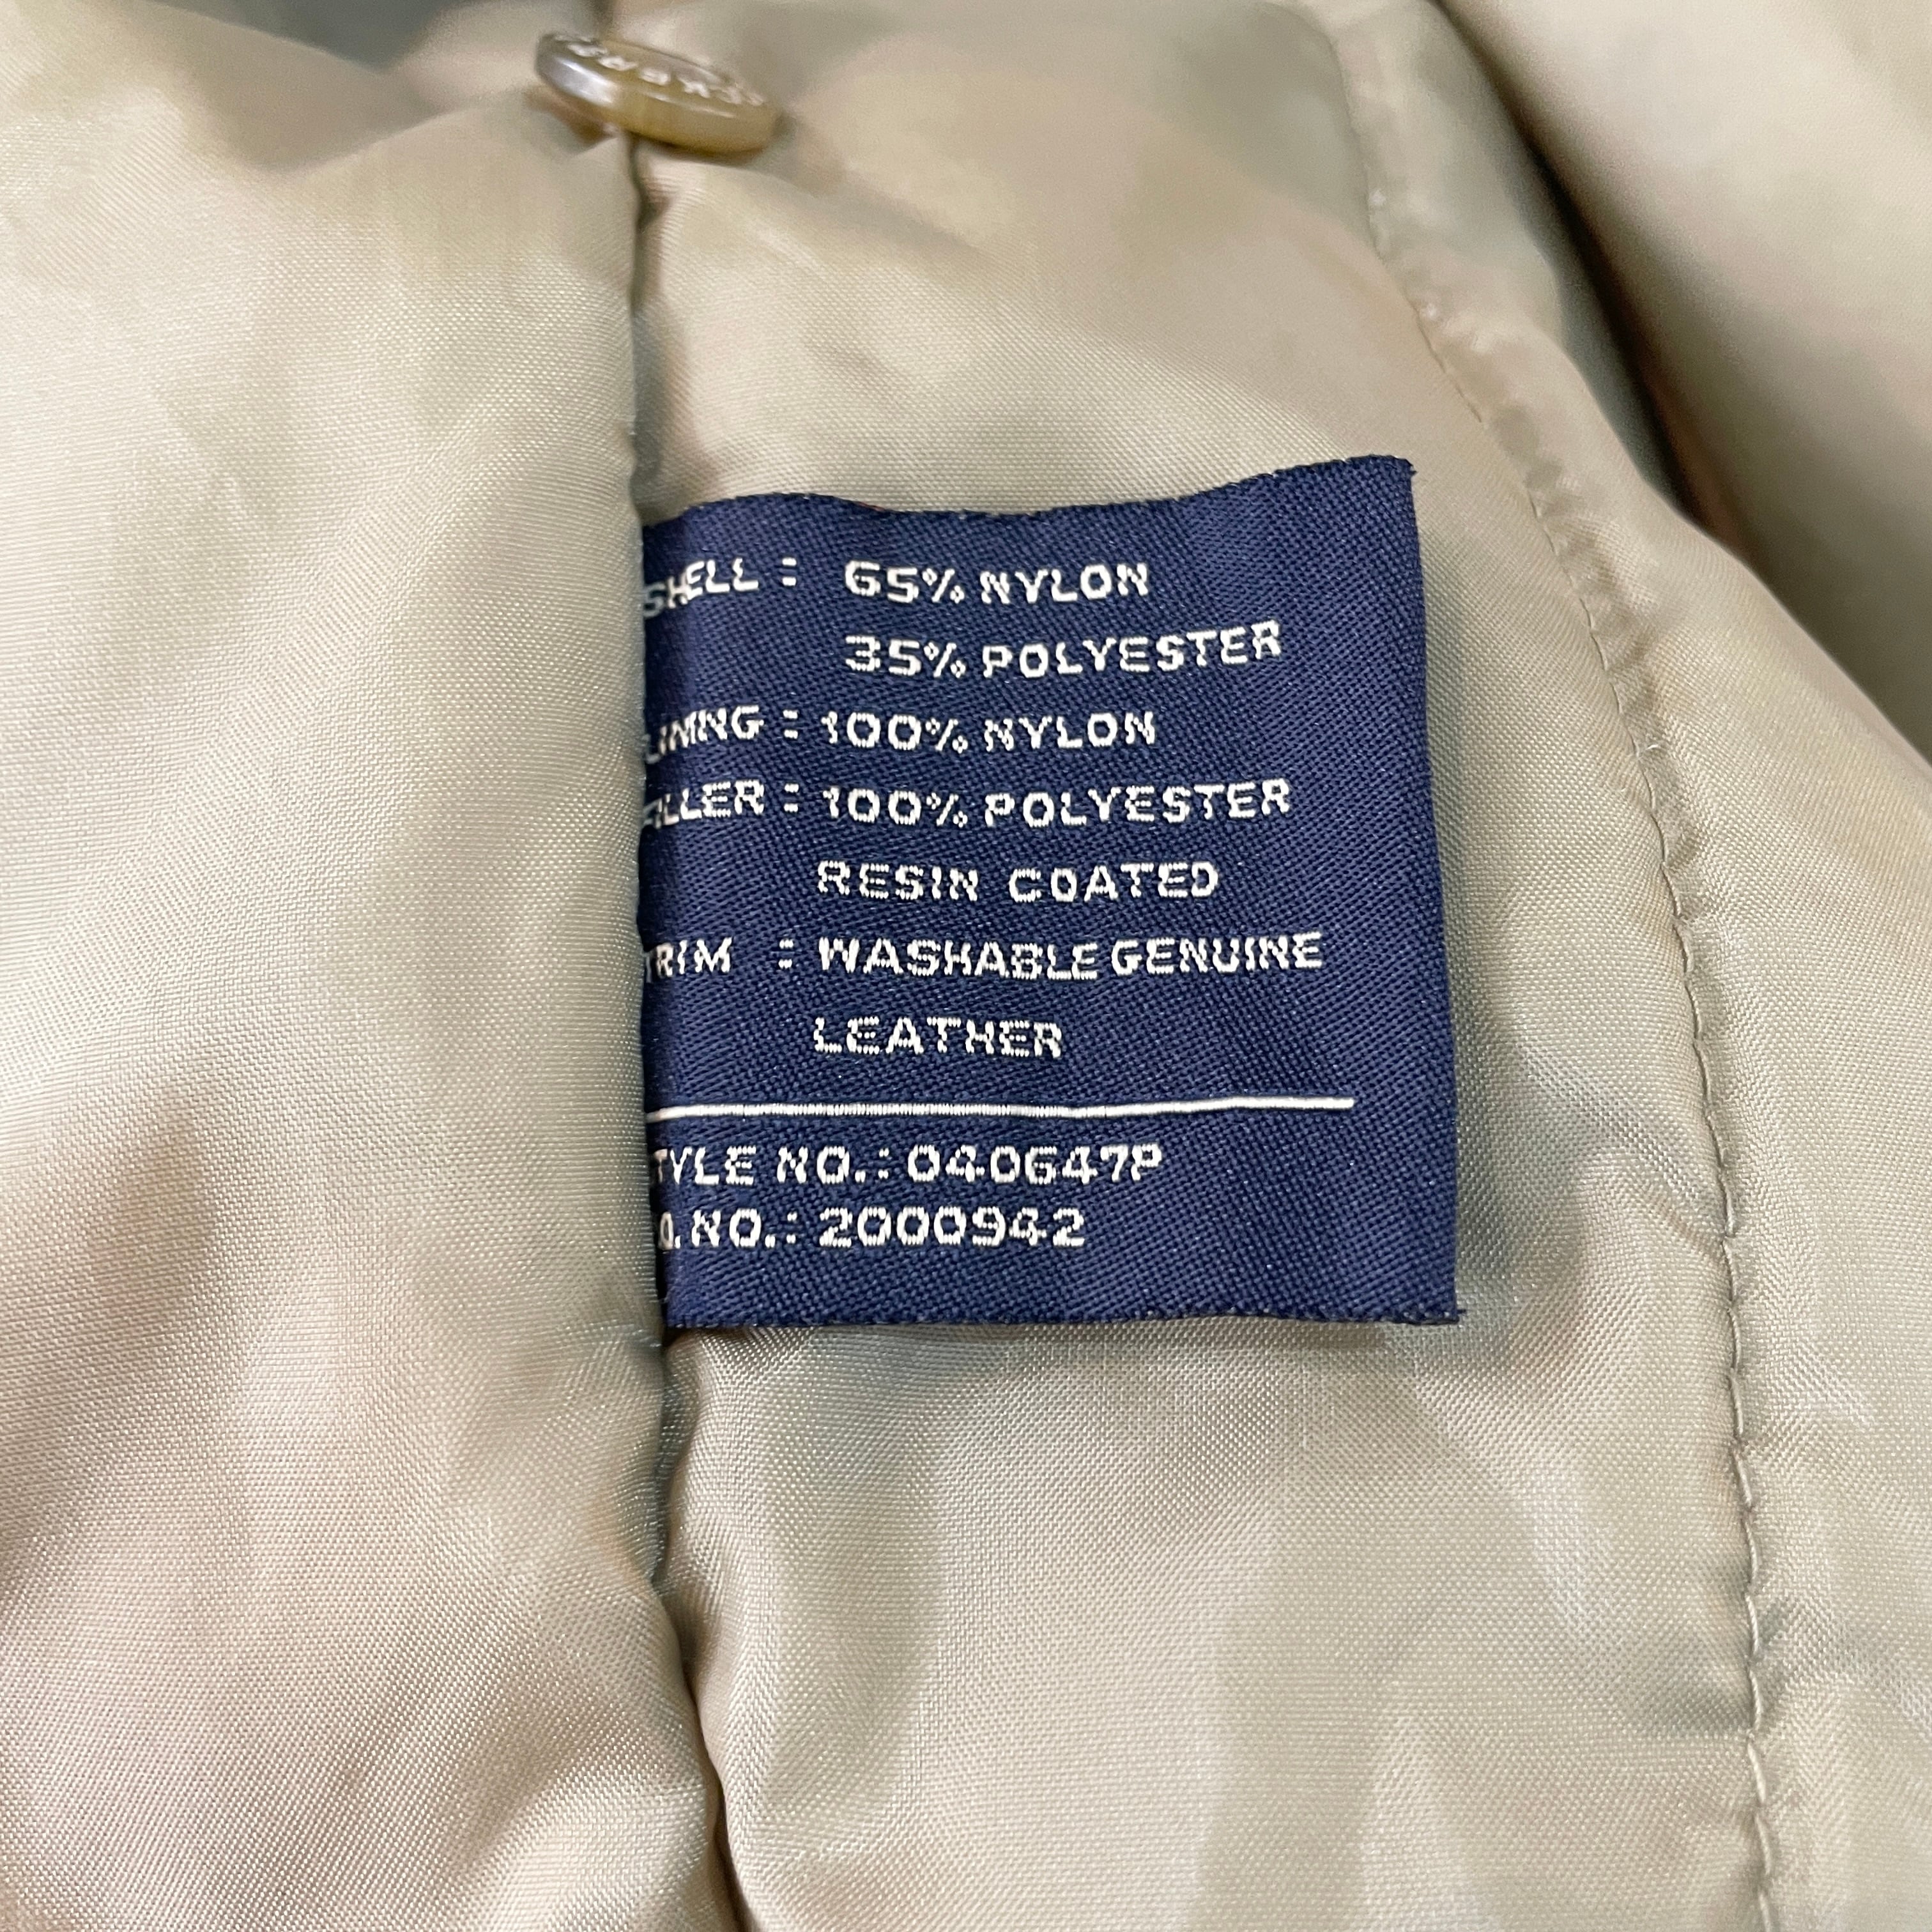 SHELL : 65% NYLON
35% POLYESTER
LINING : 100% NYLON
FILLER : 100% POLYESTER
RESIN COATED
TRIM : WASHABLE GENUINE
LEATHER
TYLE NO.: 040647P
O. NO.: 2000942